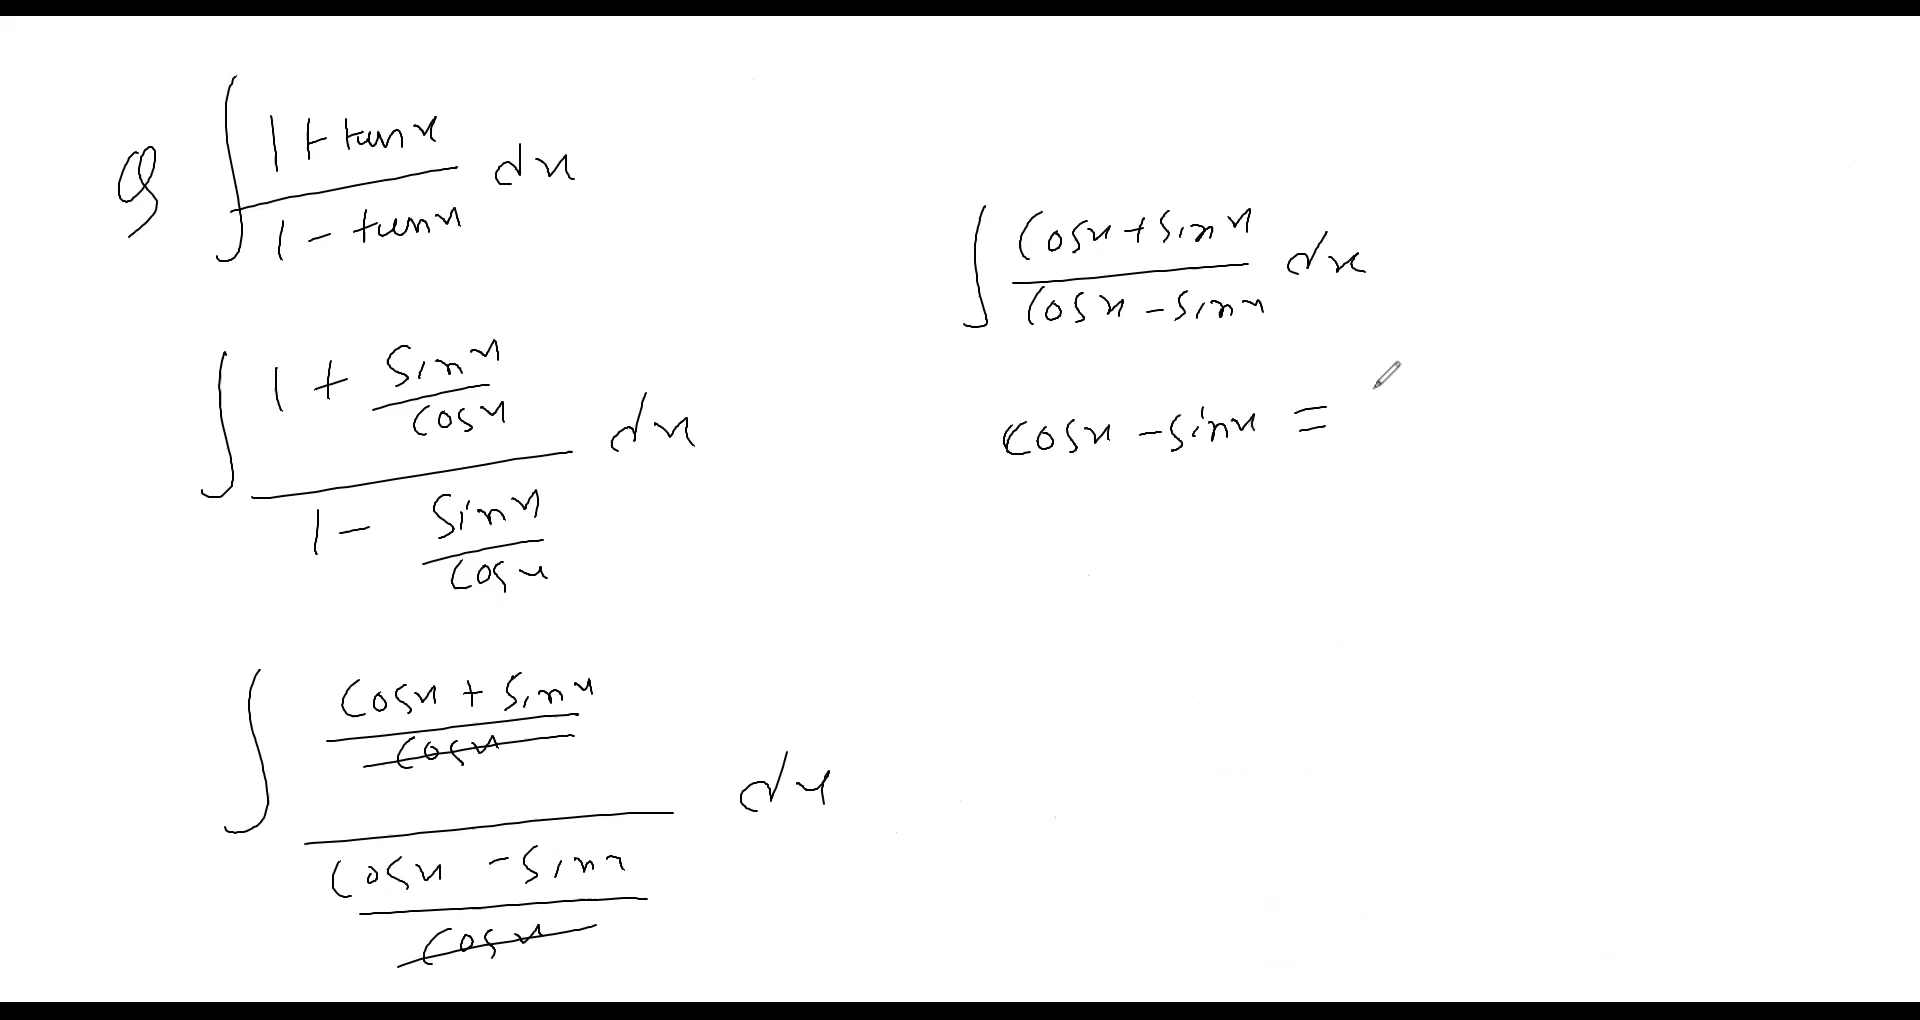 Q ∫ (1 + tan x)/(1 - tan x) dx
∫ (1 + sin x/cos x)/(1 - sin x/cos x) dx
∫ ((cos x + sin x)/cos x)/((cos x - sin x)/cos x) dx
∫ (cos x + sin x)/(cos x - sin x) dx
cos x - sin x =